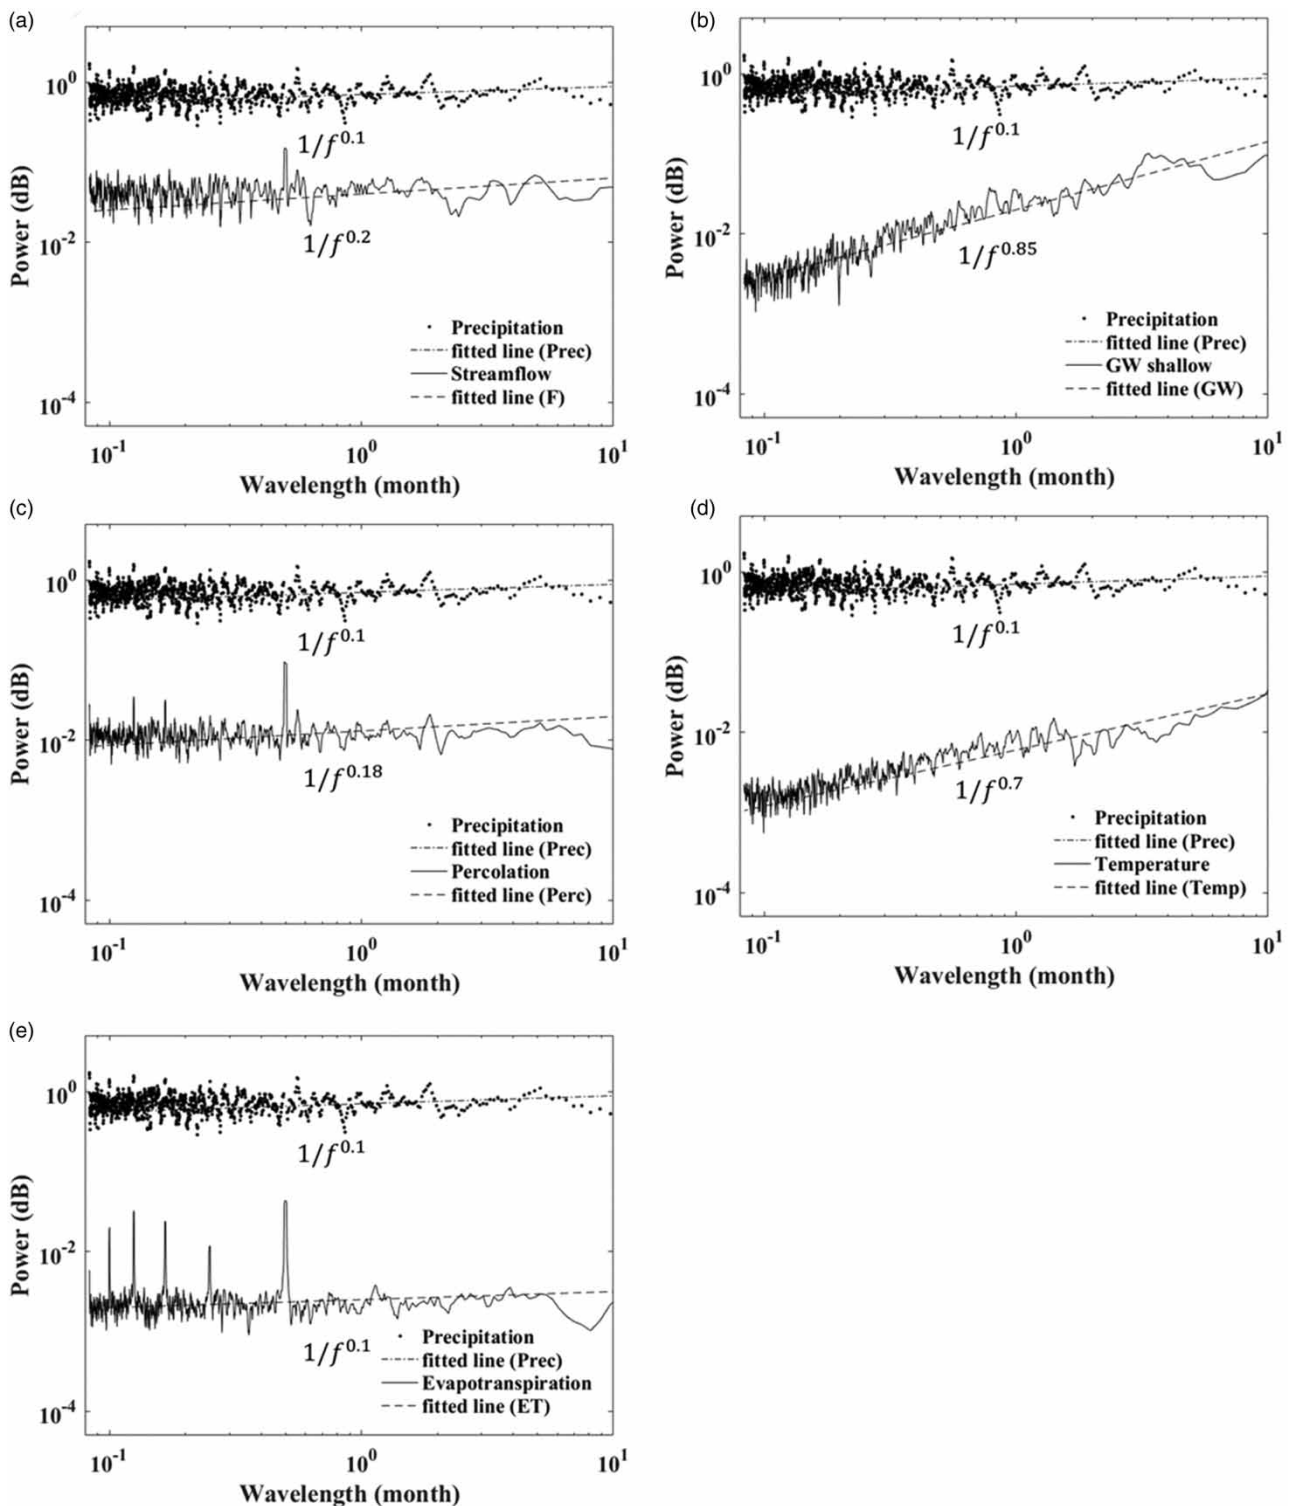 (a)
10^0
10^-2
10^-4
Power (dB)
1/f^0.1
1/f^0.2
Precipitation
fitted line (Prec)
Streamflow
fitted line (F)
10^-1
10^0
10^1
Wavelength (month)
(b)
10^0
10^-2
10^-4
Power (dB)
1/f^0.1
1/f^0.85
Precipitation
fitted line (Prec)
GW shallow
fitted line (GW)
10^-1
10^0
10^1
Wavelength (month)
(c)
10^0
10^-2
10^-4
Power (dB)
1/f^0.1
1/f^0.18
Precipitation
fitted line (Prec)
Percolation
fitted line (Perc)
10^-1
10^0
10^1
Wavelength (month)
(d)
10^0
10^-2
10^-4
Power (dB)
1/f^0.1
1/f^0.7
Precipitation
fitted line (Prec)
Temperature
fitted line (Temp)
10^-1
10^0
10^1
Wavelength (month)
(e)
10^0
10^-2
10^-4
Power (dB)
1/f^0.1
1/f^0.1
Precipitation
fitted line (Prec)
Evapotranspiration
fitted line (ET)
10^-1
10^0
10^1
Wavelength (month)